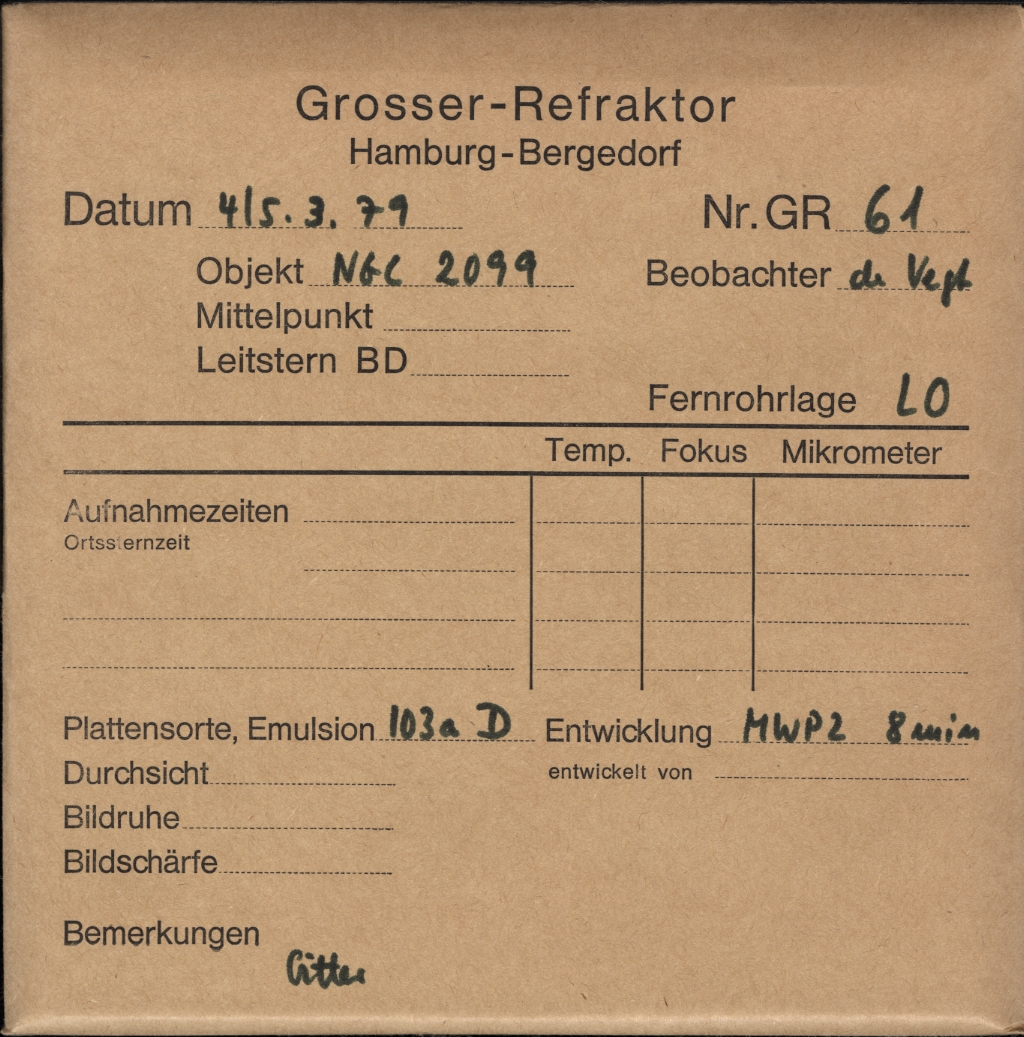 Grosser-Refraktor
Hamburg-Bergedorf
Datum 4/5. 3. 79 Nr. GR 61
Objekt NGC 2099 Beobachter de Vegt
Mittelpunkt
Leitstern BD
Fernrohrlage LO
Temp. Fokus Mikrometer
Aufnahmezeiten
Ortssternzeit
Plattensorte, Emulsion 103a D Entwicklung MWP2 8 min
Durchsicht entwickelt von
Bildruhe
Bildschärfe
Bemerkungen
Gitter